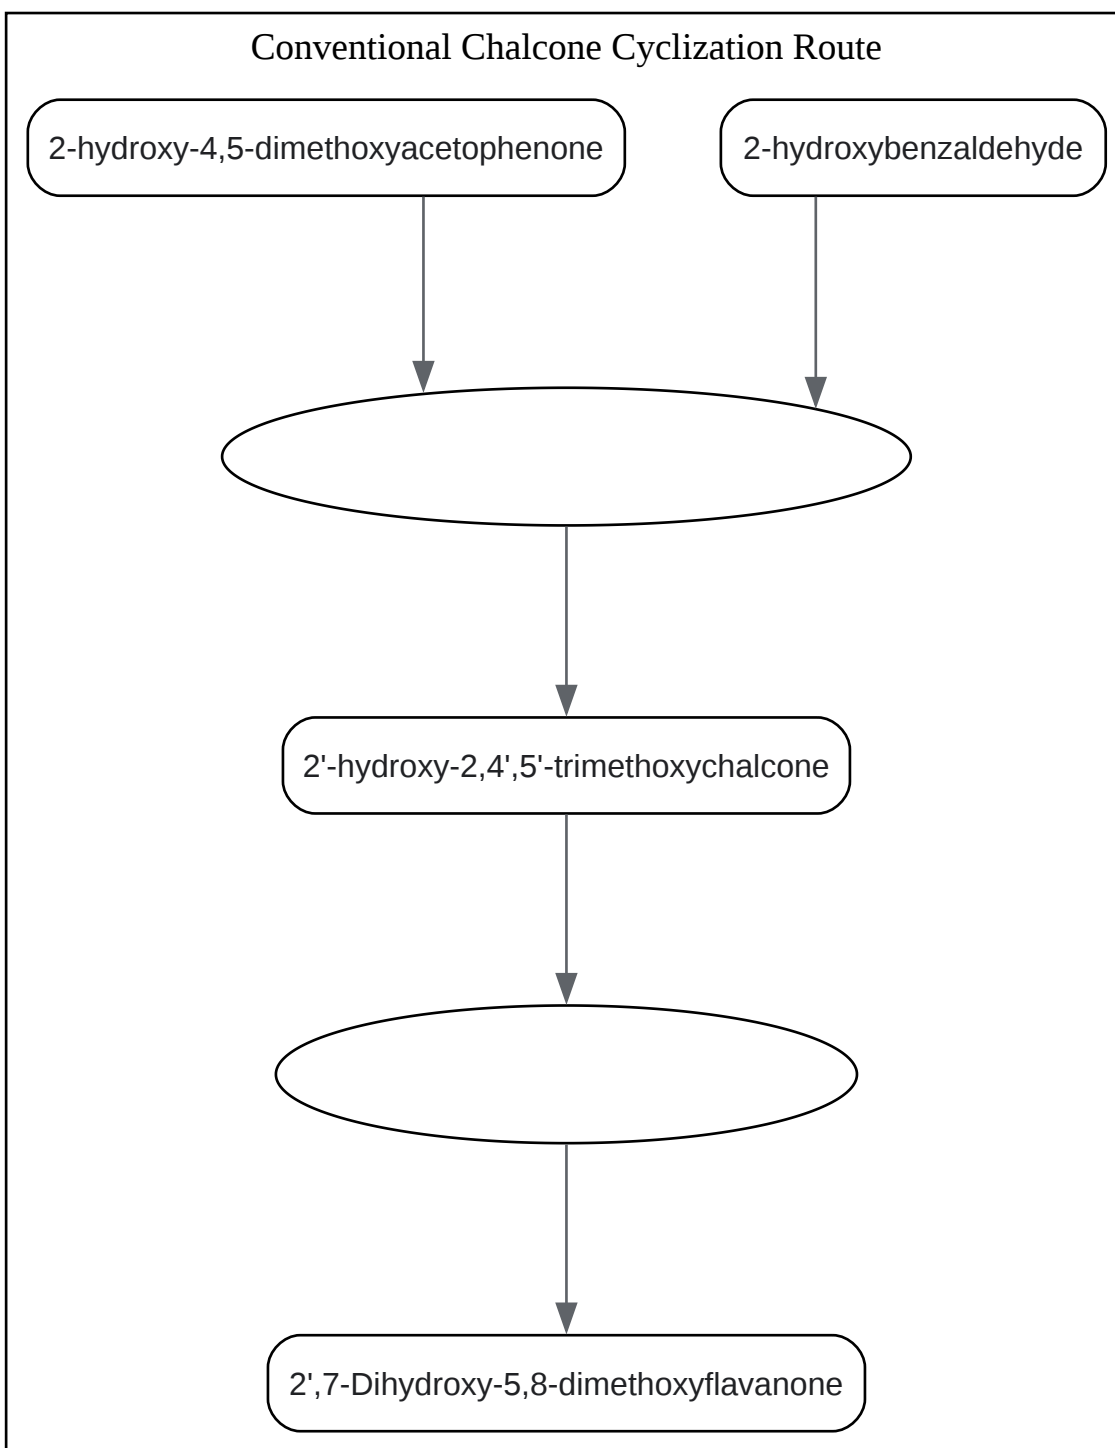 Conventional Chalcone Cyclization Route
2-hydroxy-4,5-dimethoxyacetophenone
2-hydroxybenzaldehyde
2'-hydroxy-2,4',5'-trimethoxychalcone
2',7-Dihydroxy-5,8-dimethoxyflavanone